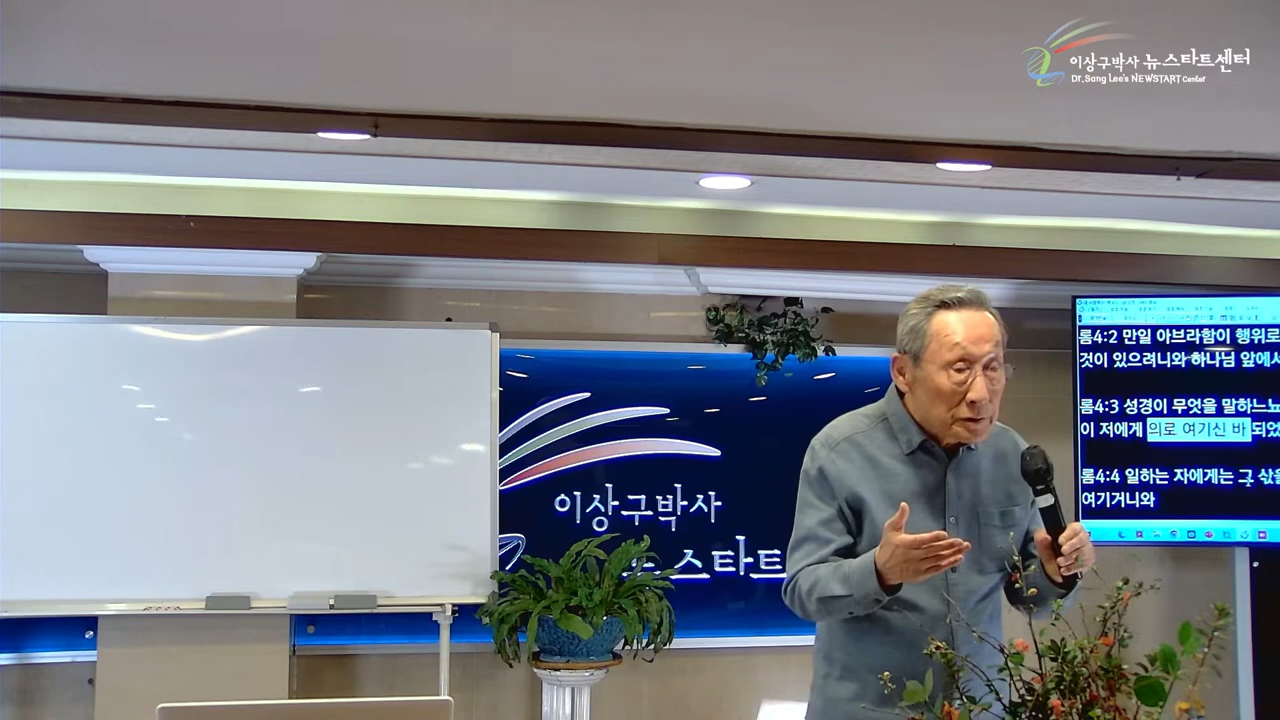 이상구박사 뉴스타트센터
Dr. Sang Lee's NEWSTART Center
이상구박사
뉴스타트
롬4:2 만일 아브라함이 행위로
것이 있으려니와 하나님 앞에서
롬4:3 성경이 무엇을 말하느뇨
이 저에게 의로 여기신 바 되었
롬4:4 일하는 자에게는 그 삯을
여기거니와